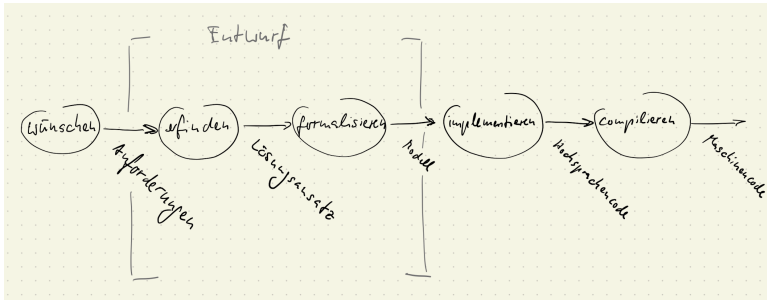 Entwurf
wünschen
erfinden
formalisieren
implementieren
compilieren
Anforderungen
Lösungsansatz
Modell
Hochsprachencode
Maschinencode